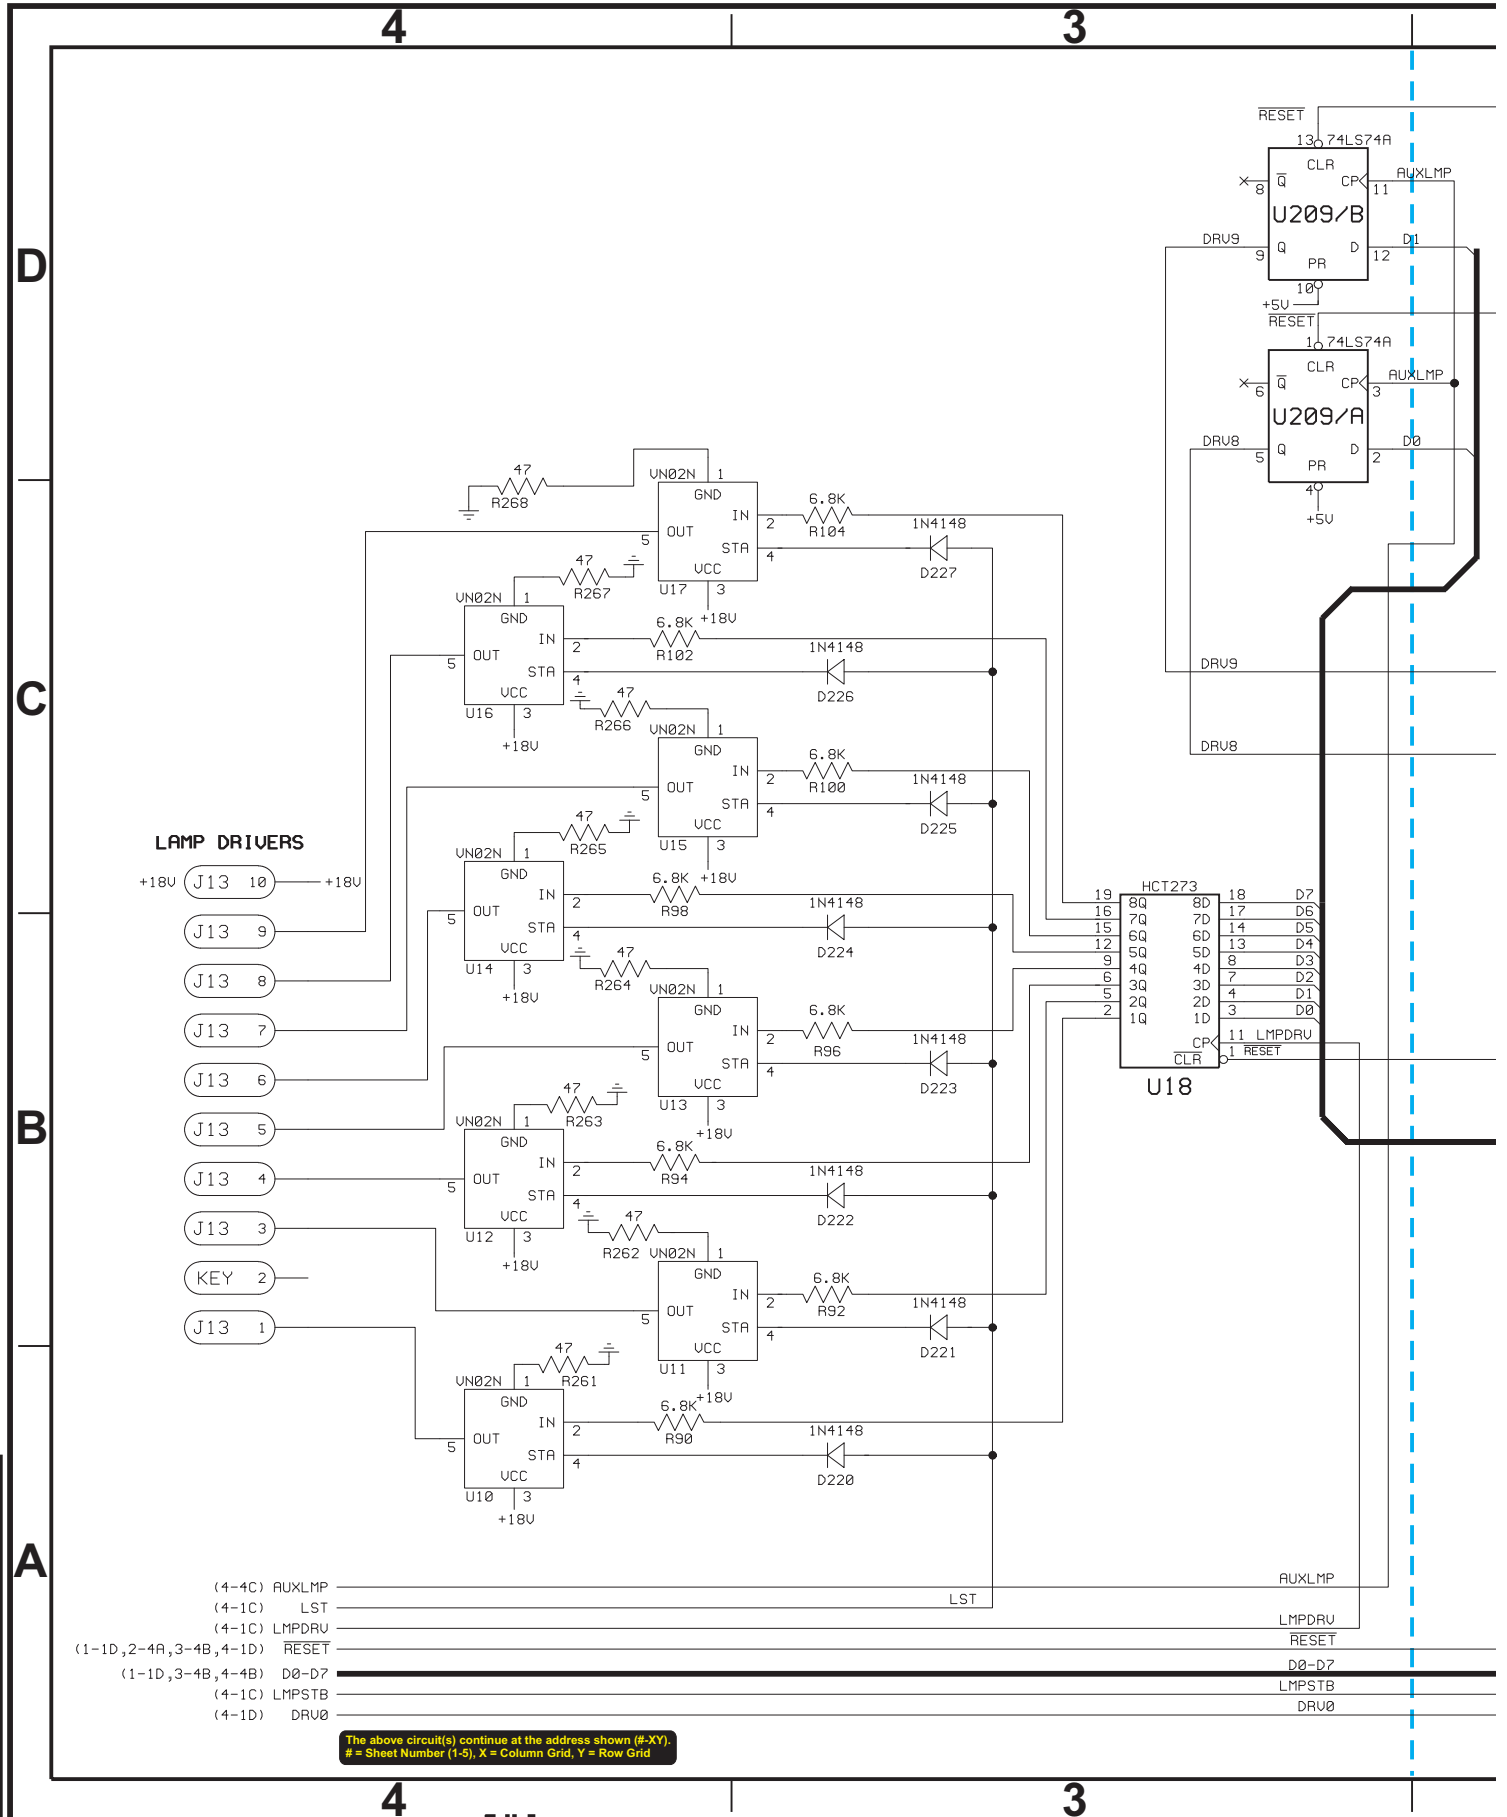 4 3
RESET
13 74LS74A
CLR
Q CP AUXLMP
8 11
U209/B
DRV9 Q D D1
9 12
PR
10
+5V
RESET
1 74LS74A
CLR
Q CP AUXLMP
6 3
U209/A
DRV8 Q D D0
5 2
PR
4
+5V
D
C
B
A
47
R268
VN02N 1
GND
IN 2
OUT 5
STA 4
VCC
U17 3
+18V
6.8K
R104
1N4148
D227
47
R267
VN02N 1
GND
IN 2
OUT 5
STA 4
VCC
U16 3
+18V
6.8K
R102
1N4148
D226
DRV9
47
R266
VN02N 1
GND
IN 2
OUT 5
STA 4
VCC
U15 3
+18V
6.8K
R100
1N4148
D225
DRV8
47
R265
VN02N 1
GND
IN 2
OUT 5
STA 4
VCC
U14 3
+18V
6.8K
R98
1N4148
D224
47
R264
VN02N 1
GND
IN 2
OUT 5
STA 4
VCC
U13 3
+18V
6.8K
R96
1N4148
D223
47
R263
VN02N 1
GND
IN 2
OUT 5
STA 4
VCC
U12 3
+18V
6.8K
R94
1N4148
D222
47
R262
VN02N 1
GND
IN 2
OUT 5
STA 4
VCC
U11 3
+18V
6.8K
R92
1N4148
D221
47
R261
VN02N 1
GND
IN 2
OUT 5
STA 4
VCC
U10 3
+18V
6.8K
R90
1N4148
D220
LAMP DRIVERS
+18V J13 10 +18V
J13 9
J13 8
J13 7
J13 6
J13 5
J13 4
J13 3
KEY 2
J13 1
HCT273
19 8Q 8D 18 D7
16 7Q 7D 17 D6
15 6Q 6D 14 D5
12 5Q 5D 13 D4
9 4Q 4D 8 D3
6 3Q 3D 7 D2
5 2Q 2D 4 D1
2 1Q 1D 3 D0
CP 11 LMPDRV
CLR 1 RESET
U18
(4-4C) AUXLMP AUXLMP
(4-1C) LST LST
(4-1C) LMPDRV LMPDRV
(1-1D,2-4A,3-4B,4-1D) RESET RESET
(1-1D,3-4B,4-4B) D0-D7 D0-D7
(4-1C) LMPSTB LMPSTB
(4-1D) DRV0 DRV0
The above circuit(s) continue at the address shown (#-XY).
# = Sheet Number (1-5), X = Column Grid, Y = Row Grid
4 3